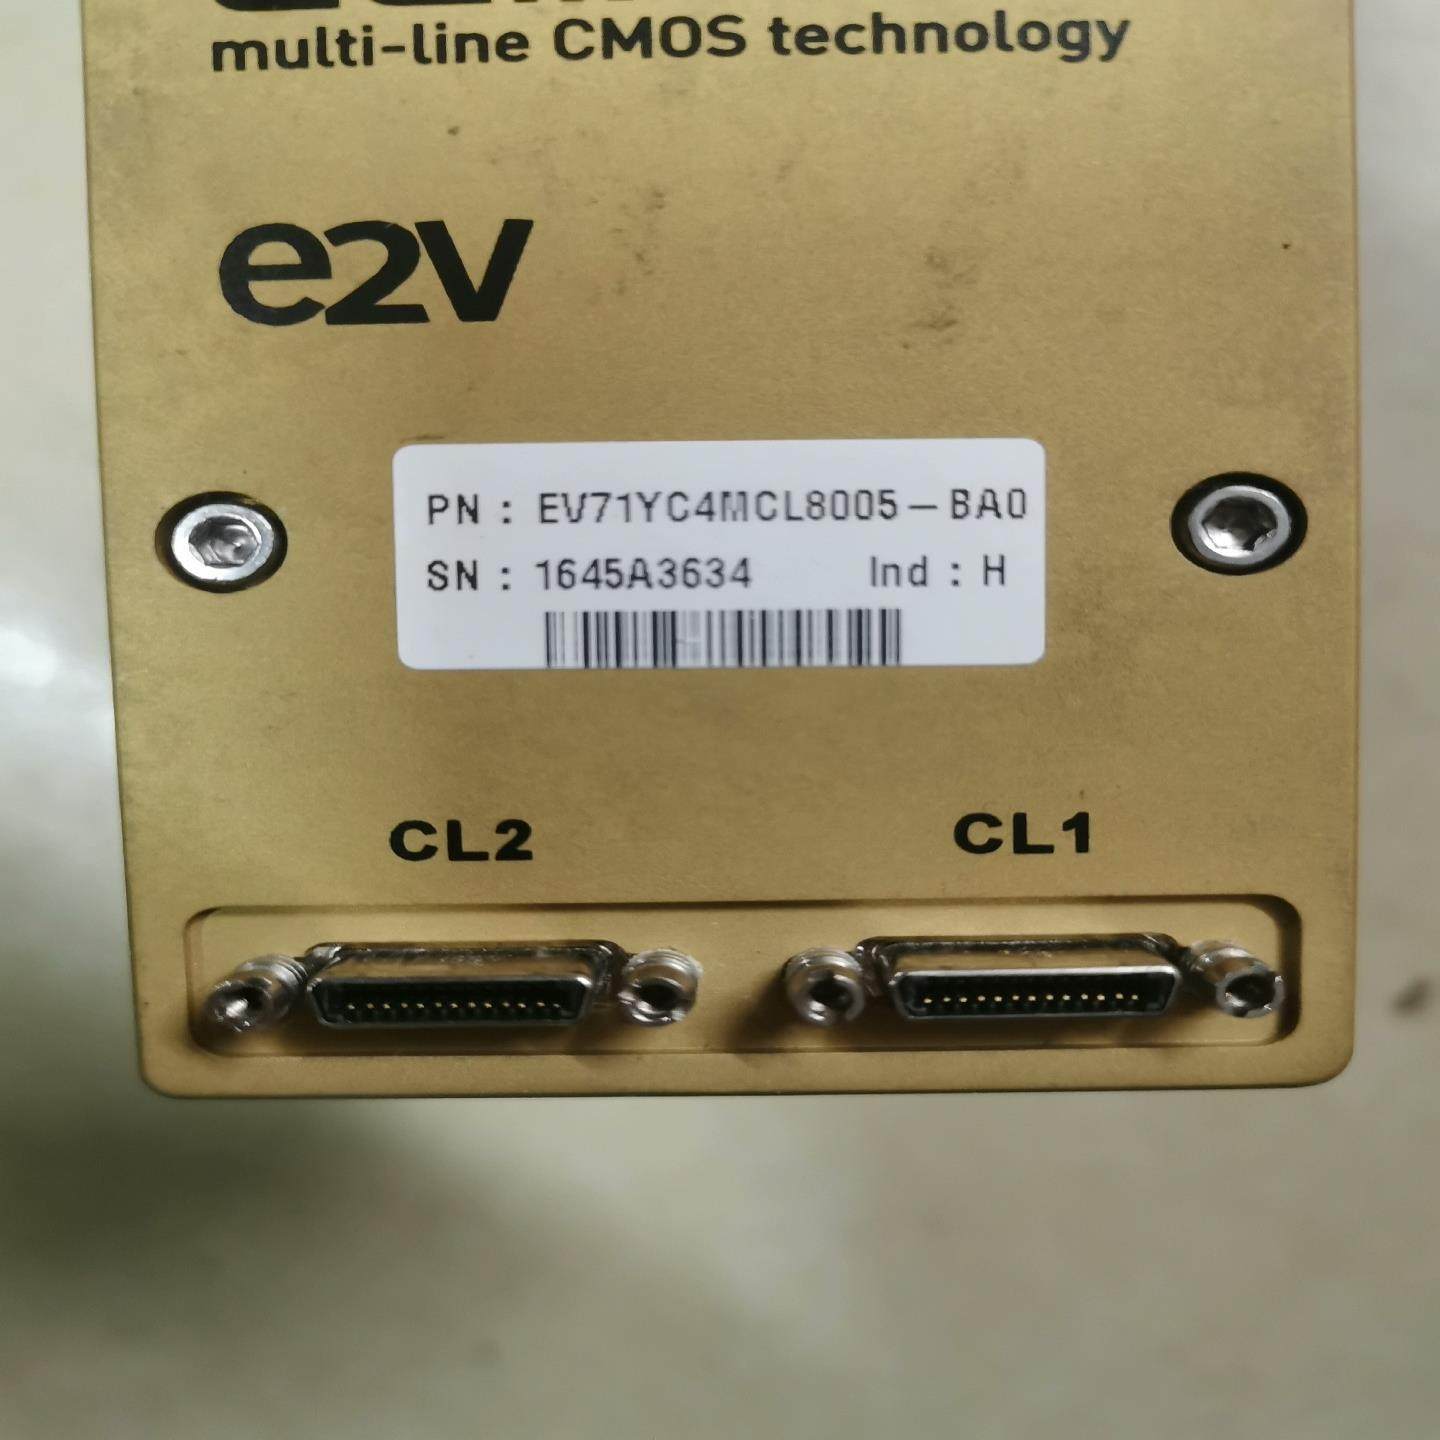 multi-line CMOS technology
e2v
PN : EV71YC4MCL8005-BA0
SN : 1645A3634 Ind : H
CL2 CL1